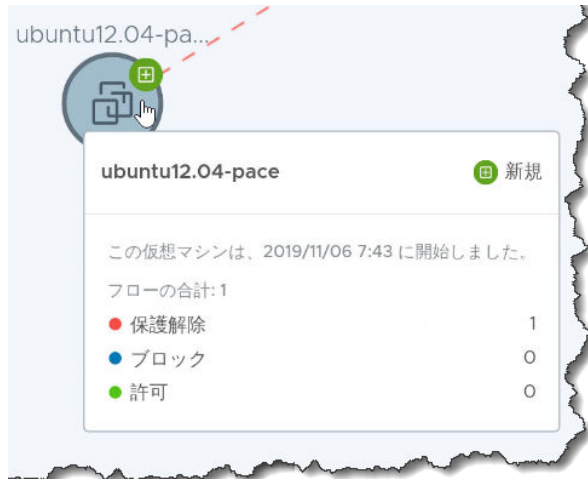 ubuntu12.04-pa...
ubuntu12.04-pace
新規
この仮想マシンは、2019/11/06 7:43 に開始しました。
フローの合計: 1
保護解除 1
ブロック 0
許可 0